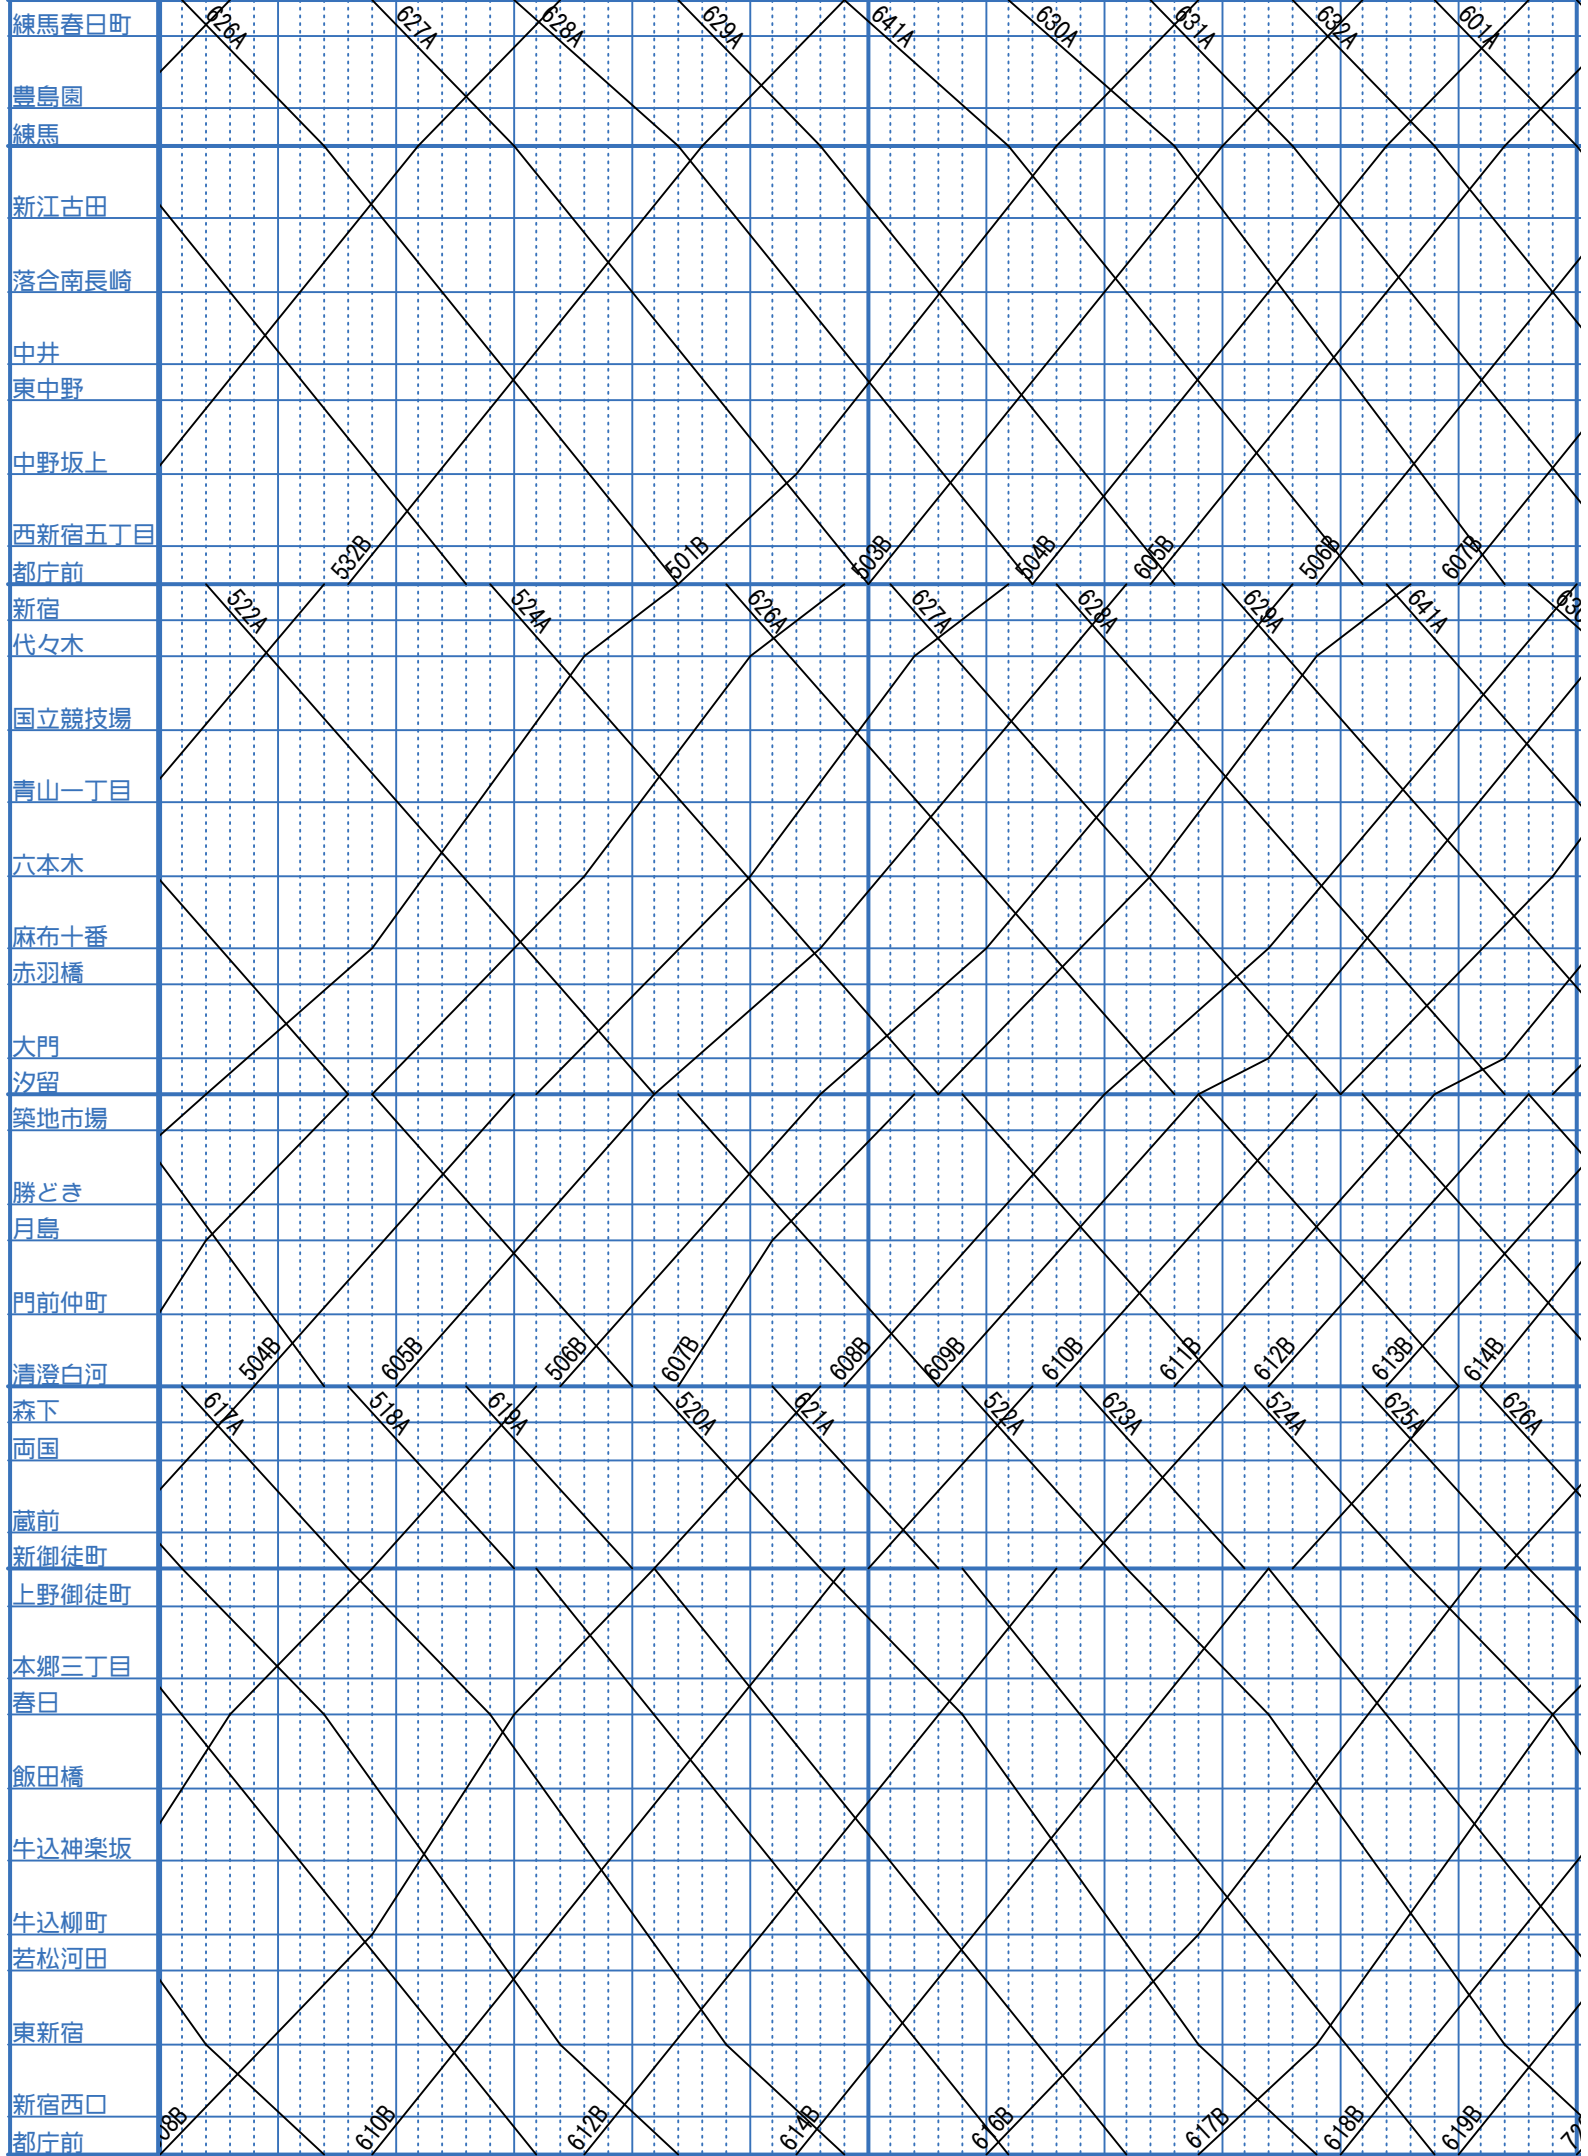 練馬春日町 626A 627A 628A 629A 641A 630A 631A 632A 601A
豊島園
練馬
新江古田
落合南長崎
中井
東中野
中野坂上
西新宿五丁目
都庁前 532B 501B 503B 504B 605B 506B 607B
新宿 522A 524A 626A 627A 628A 629A 641A
代々木
国立競技場
青山一丁目
六本木
麻布十番
赤羽橋
大門
汐留
築地市場
勝どき
月島
門前仲町
清澄白河 504B 605B 506B 607B 608B 609B 610B 611B 612B 613B 614B
森下 617A 518A 619A 520A 621A 522A 623A 524A 625A 626A
両国
蔵前
新御徒町
上野御徒町
本郷三丁目
春日
飯田橋
牛込神楽坂
牛込柳町
若松河田
東新宿
新宿西口
都庁前 08B 610B 612B 614B 616B 617B 618B 619B